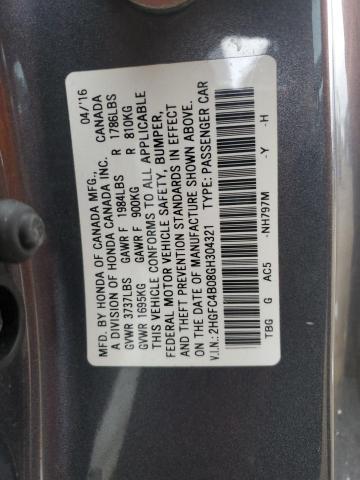 MFD. BY HONDA OF CANADA MFG., 04/'16
A DIVISION OF HONDA CANADA INC. CANADA
GVWR 3737LBS GAWR F 1984LBS R 1786LBS
GVWR 1695KG GAWR F 900KG R 810KG
THIS VEHICLE CONFORMS TO ALL APPLICABLE
FEDERAL MOTOR VEHICLE SAFETY, BUMPER,
AND THEFT PREVENTION STANDARDS IN EFFECT
ON THE DATE OF MANUFACTURE SHOWN ABOVE.
V.I.N.: 2HGFC4B08GH304321 TYPE: PASSENGER CAR
TBG G AC5 -NH797M -Y -H